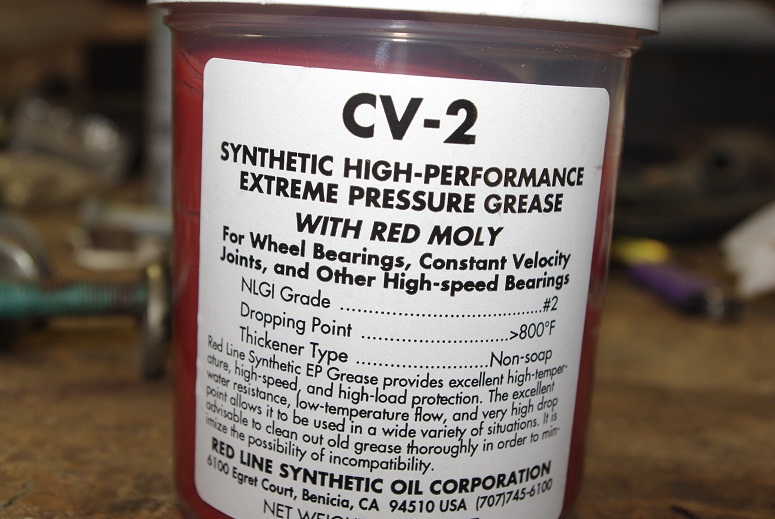 CV-2
SYNTHETIC HIGH-PERFORMANCE
EXTREME PRESSURE GREASE
WITH RED MOLY
For Wheel Bearings, Constant Velocity
Joints, and Other High-speed Bearings
NLGI Grade ........................................#2
Dropping Point ..............................>800°F
Thickener Type ..........................Non-soap
Red Line Synthetic EP Grease provides excellent high-temper-
ature, high-speed, and high-load protection. The excellent
water resistance, low-temperature flow, and very high drop
point allows it to be used in a wide variety of situations. It is
advisable to clean out old grease thoroughly in order to min-
imize the possibility of incompatibility.
RED LINE SYNTHETIC OIL CORPORATION
6100 Egret Court, Benicia, CA 94510 USA (707)745-6100
NET